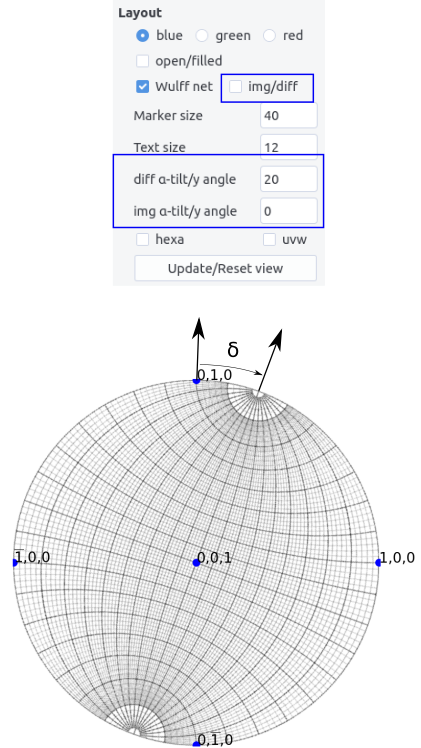 Layout
blue green red
open/filled
Wulff net img/diff
Marker size 40
Text size 12
diff α-tilt/y angle 20
img α-tilt/y angle 0
hexa uvw
Update/Reset view
δ
0,1,0
1̅,0,0 0,0,1 1,0,0
0,1̅,0